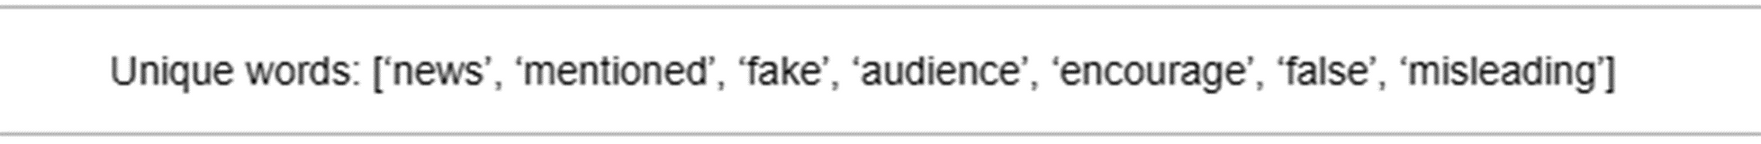 Unique words: [‘news’, ‘mentioned’, ‘fake’, ‘audience’, ‘encourage’, ‘false’, ‘misleading’]